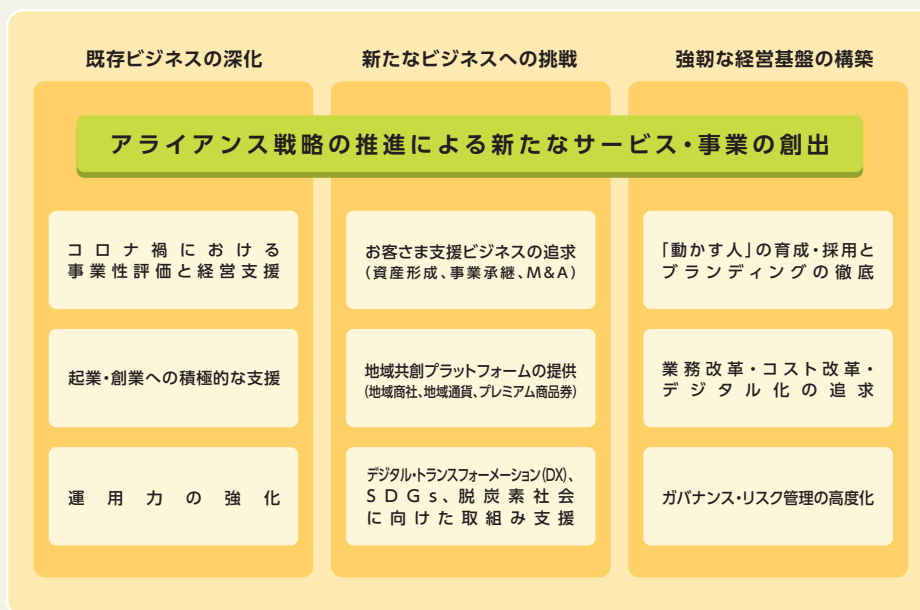 既存ビジネスの深化
新たなビジネスへの挑戦
強靭な経営基盤の構築
アライアンス戦略の推進による新たなサービス・事業の創出
コロナ禍における
事業性評価と経営支援
起業・創業への積極的な支援
運用力の強化
お客さま支援ビジネスの追求
(資産形成、事業承継、M&A)
地域共創プラットフォームの提供
(地域商社、地域通貨、プレミアム商品券)
デジタル・トランスフォーメーション(DX)、
SDGs、脱炭素社会
に向けた取組み支援
「動かす人」の育成・採用と
ブランディングの徹底
業務改革・コスト改革・
デジタル化の追求
ガバナンス・リスク管理の高度化